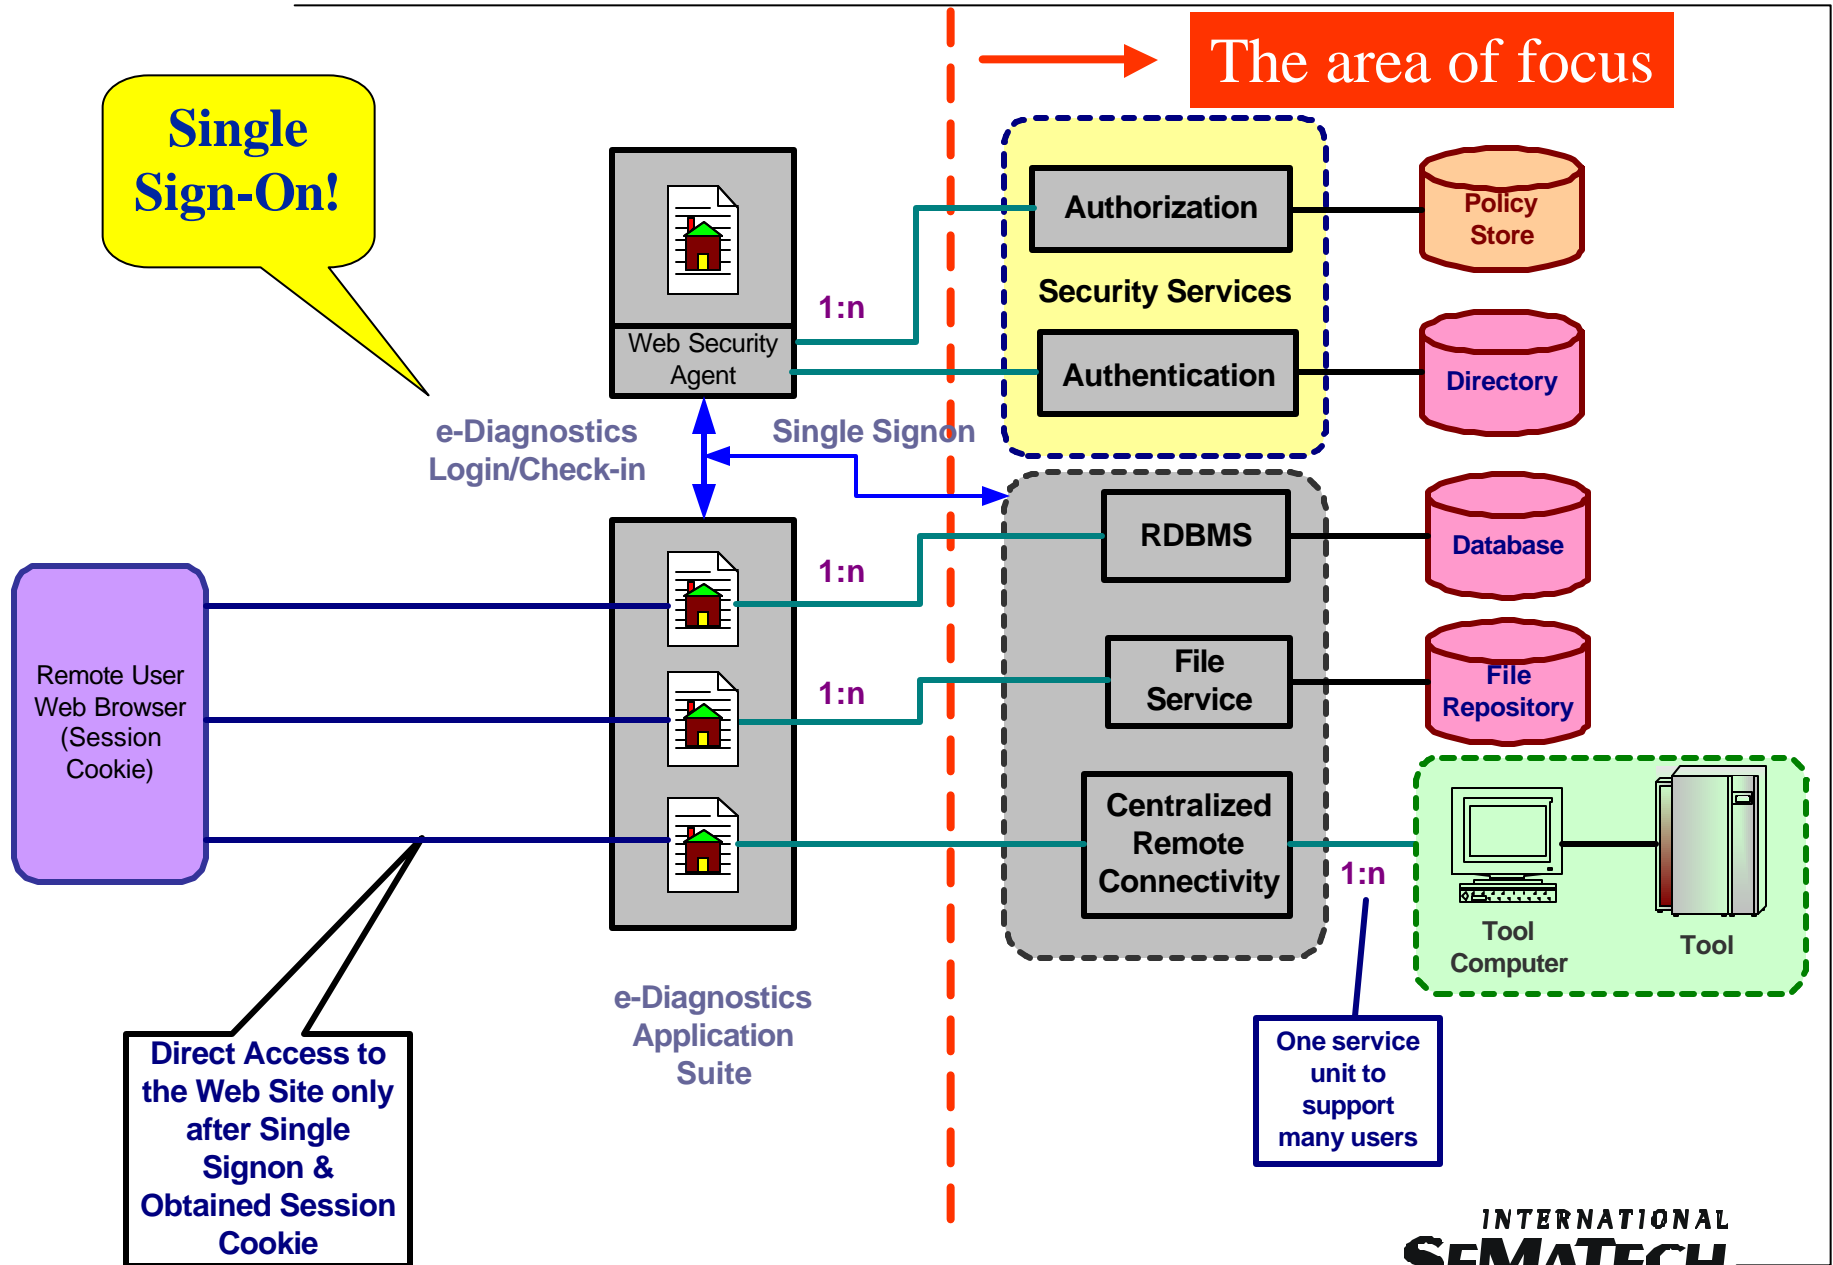 The area of focus
Single
Sign-On!
Authorization
Policy
Store
Security Services
1:n
Web Security
Agent
Authentication
Directory
e-Diagnostics
Login/Check-in
Single Signon
RDBMS
Database
1:n
Remote User
Web Browser
(Session
Cookie)
1:n
File
Service
File
Repository
Centralized
Remote
Connectivity
1:n
Tool
Computer
Tool
e-Diagnostics
Application
Suite
Direct Access to
the Web Site only
after Single
Signon &
Obtained Session
Cookie
One service
unit to
support
many users
INTERNATIONAL
SEMATECH